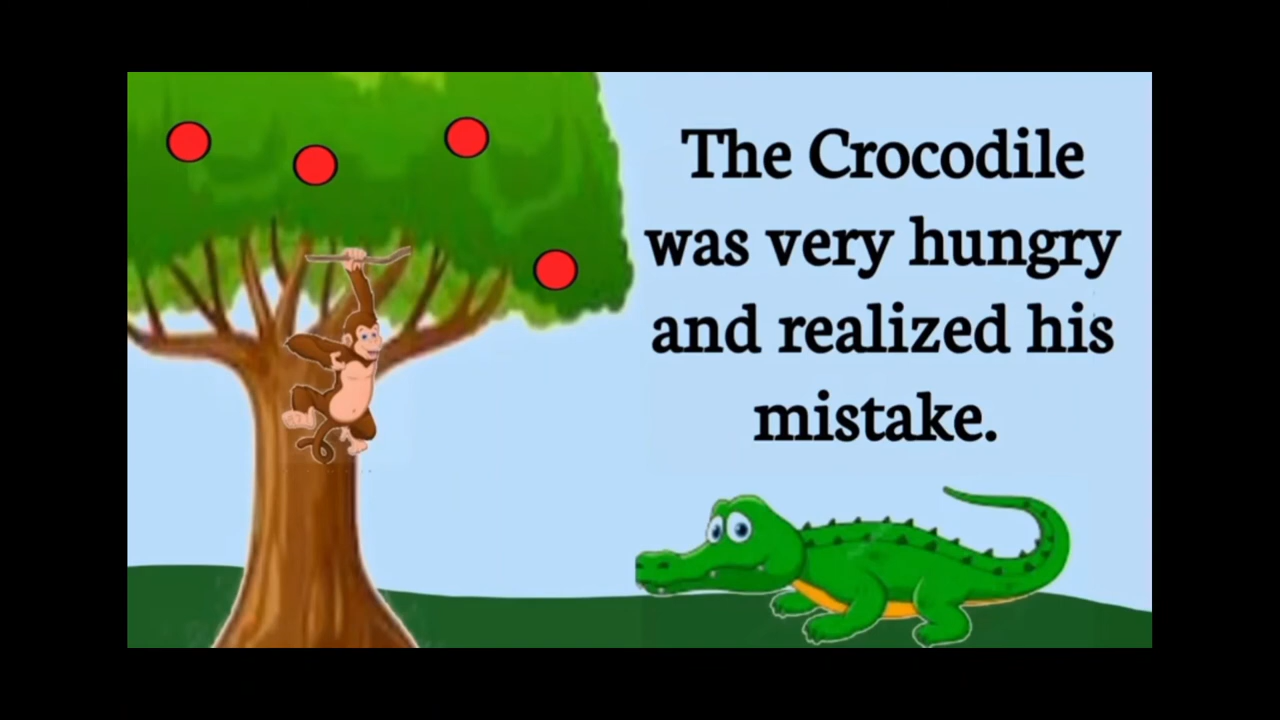 The Crocodile
was very hungry
and realized his
mistake.